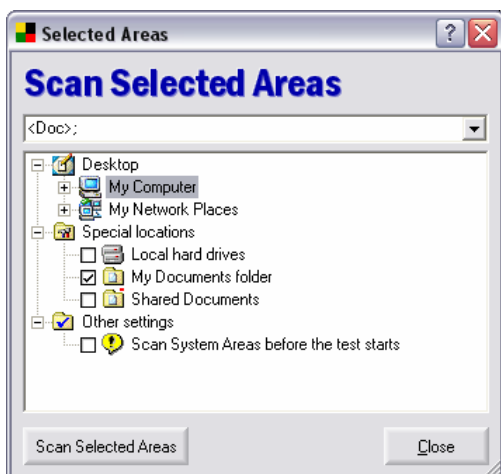 Selected Areas
Scan Selected Areas
<Doc>;
Desktop
My Computer
My Network Places
Special locations
Local hard drives
My Documents folder
Shared Documents
Other settings
Scan System Areas before the test starts
Scan Selected Areas
Close